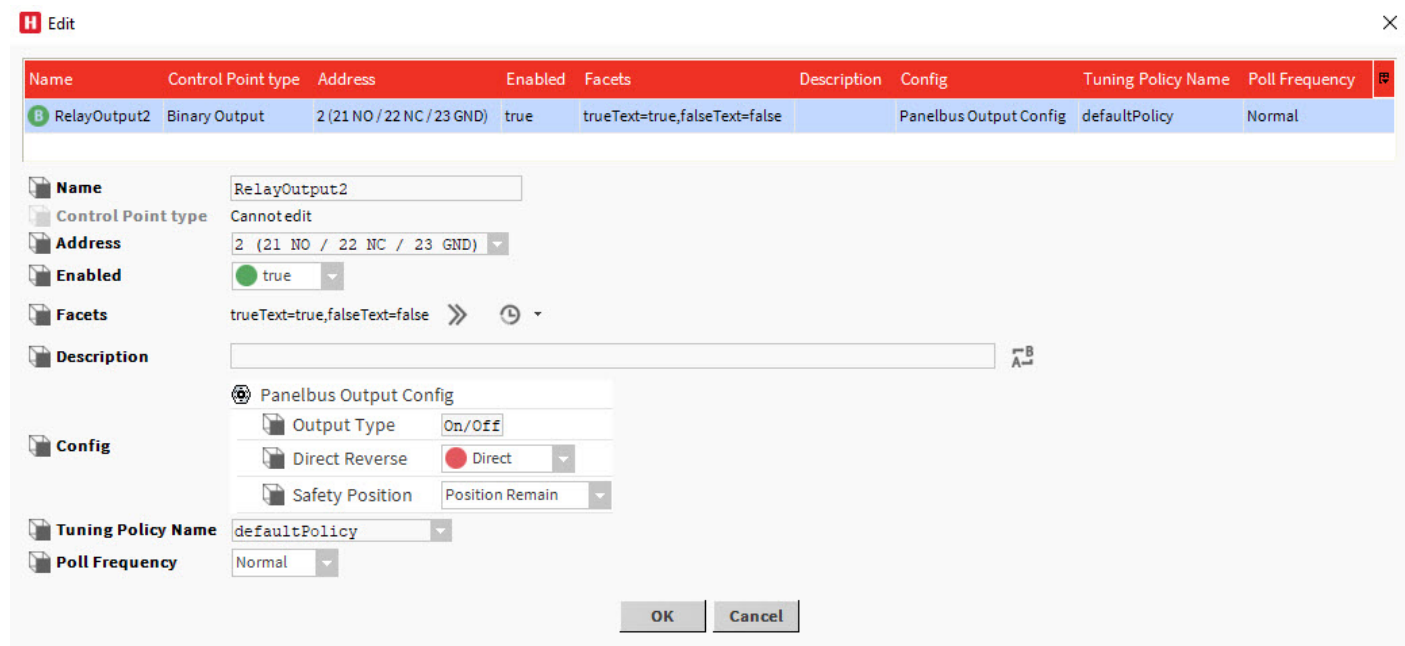 H Edit
Name Control Point type Address Enabled Facets Description Config Tuning Policy Name Poll Frequency
B RelayOutput2 Binary Output 2 (21 NO / 22 NC / 23 GND) true trueText=true,falseText=false Panelbus Output Config defaultPolicy Normal
Name RelayOutput2
Control Point type Cannot edit
Address 2 (21 NO / 22 NC / 23 GND)
Enabled true
Facets trueText=true,falseText=false
Description B A
Panelbus Output Config
Output Type On/Off
Config
Direct Reverse Direct
Safety Position Position Remain
Tuning Policy Name defaultPolicy
Poll Frequency Normal
OK Cancel